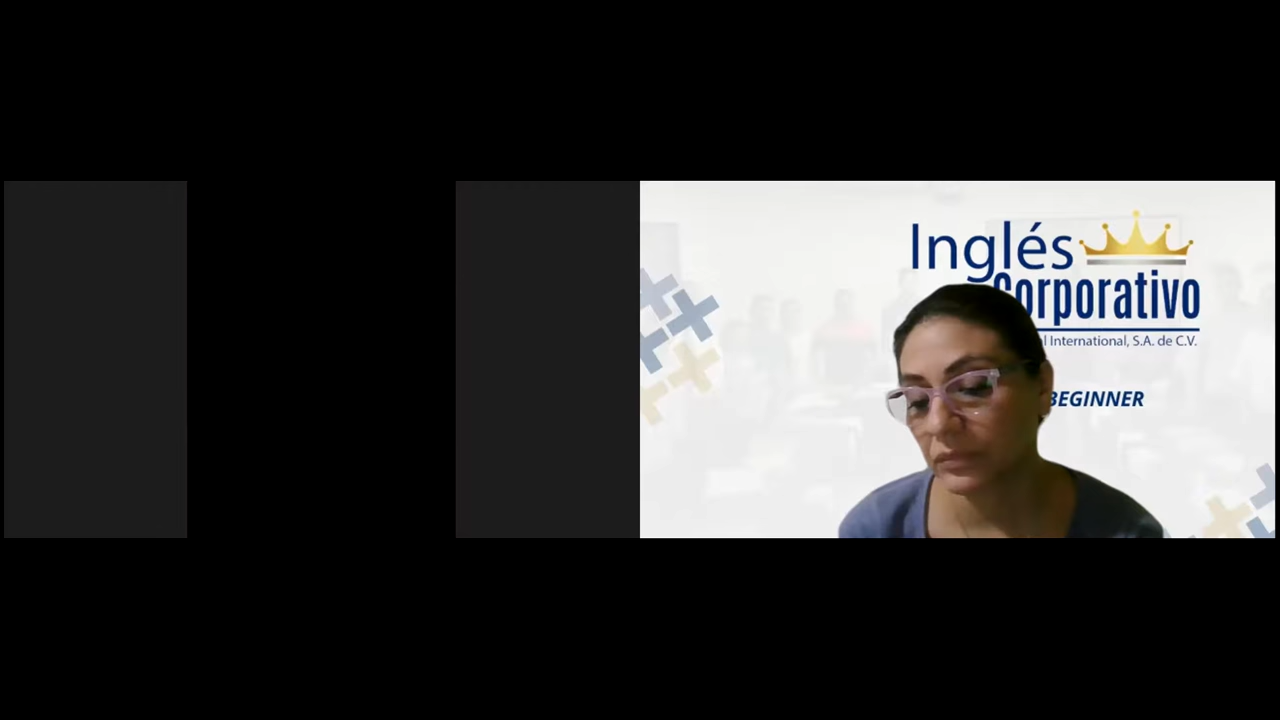 Inglés
Corporativo
l International, S.A. de C.V.
BEGINNER